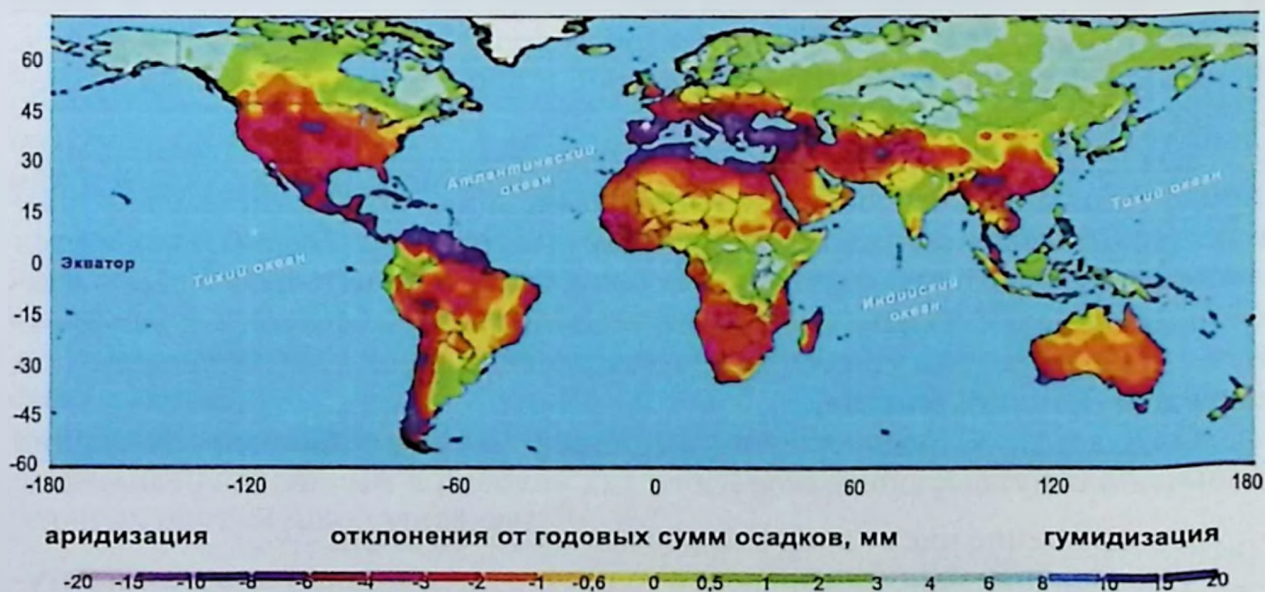 60
45
30
15
0
-15
-30
-45
-60
Атлантический
океан
Тихий океан
Экватор
Тихий океан
Индийский
океан
-180 -120 -60 0 60 120 180
аридизация отклонения от годовых сумм осадков, мм гумидизация
-20 -15 -10 -8 -6 -4 -3 -2 -1 -0,6 0 0,5 1 2 3 4 6 8 10 15 20